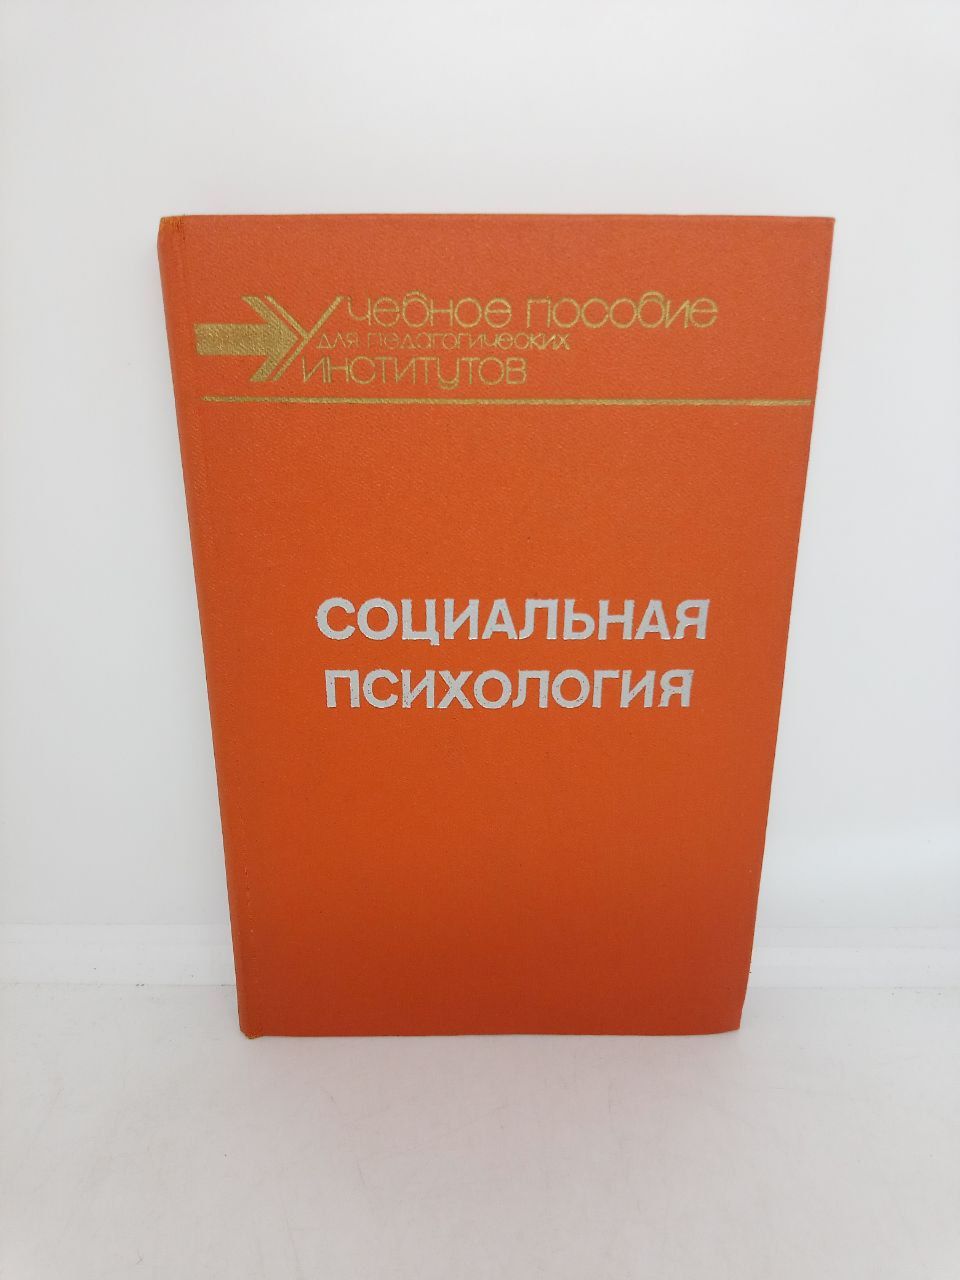 Учебное пособие
для педагогических
институтов
СОЦИАЛЬНАЯ
ПСИХОЛОГИЯ